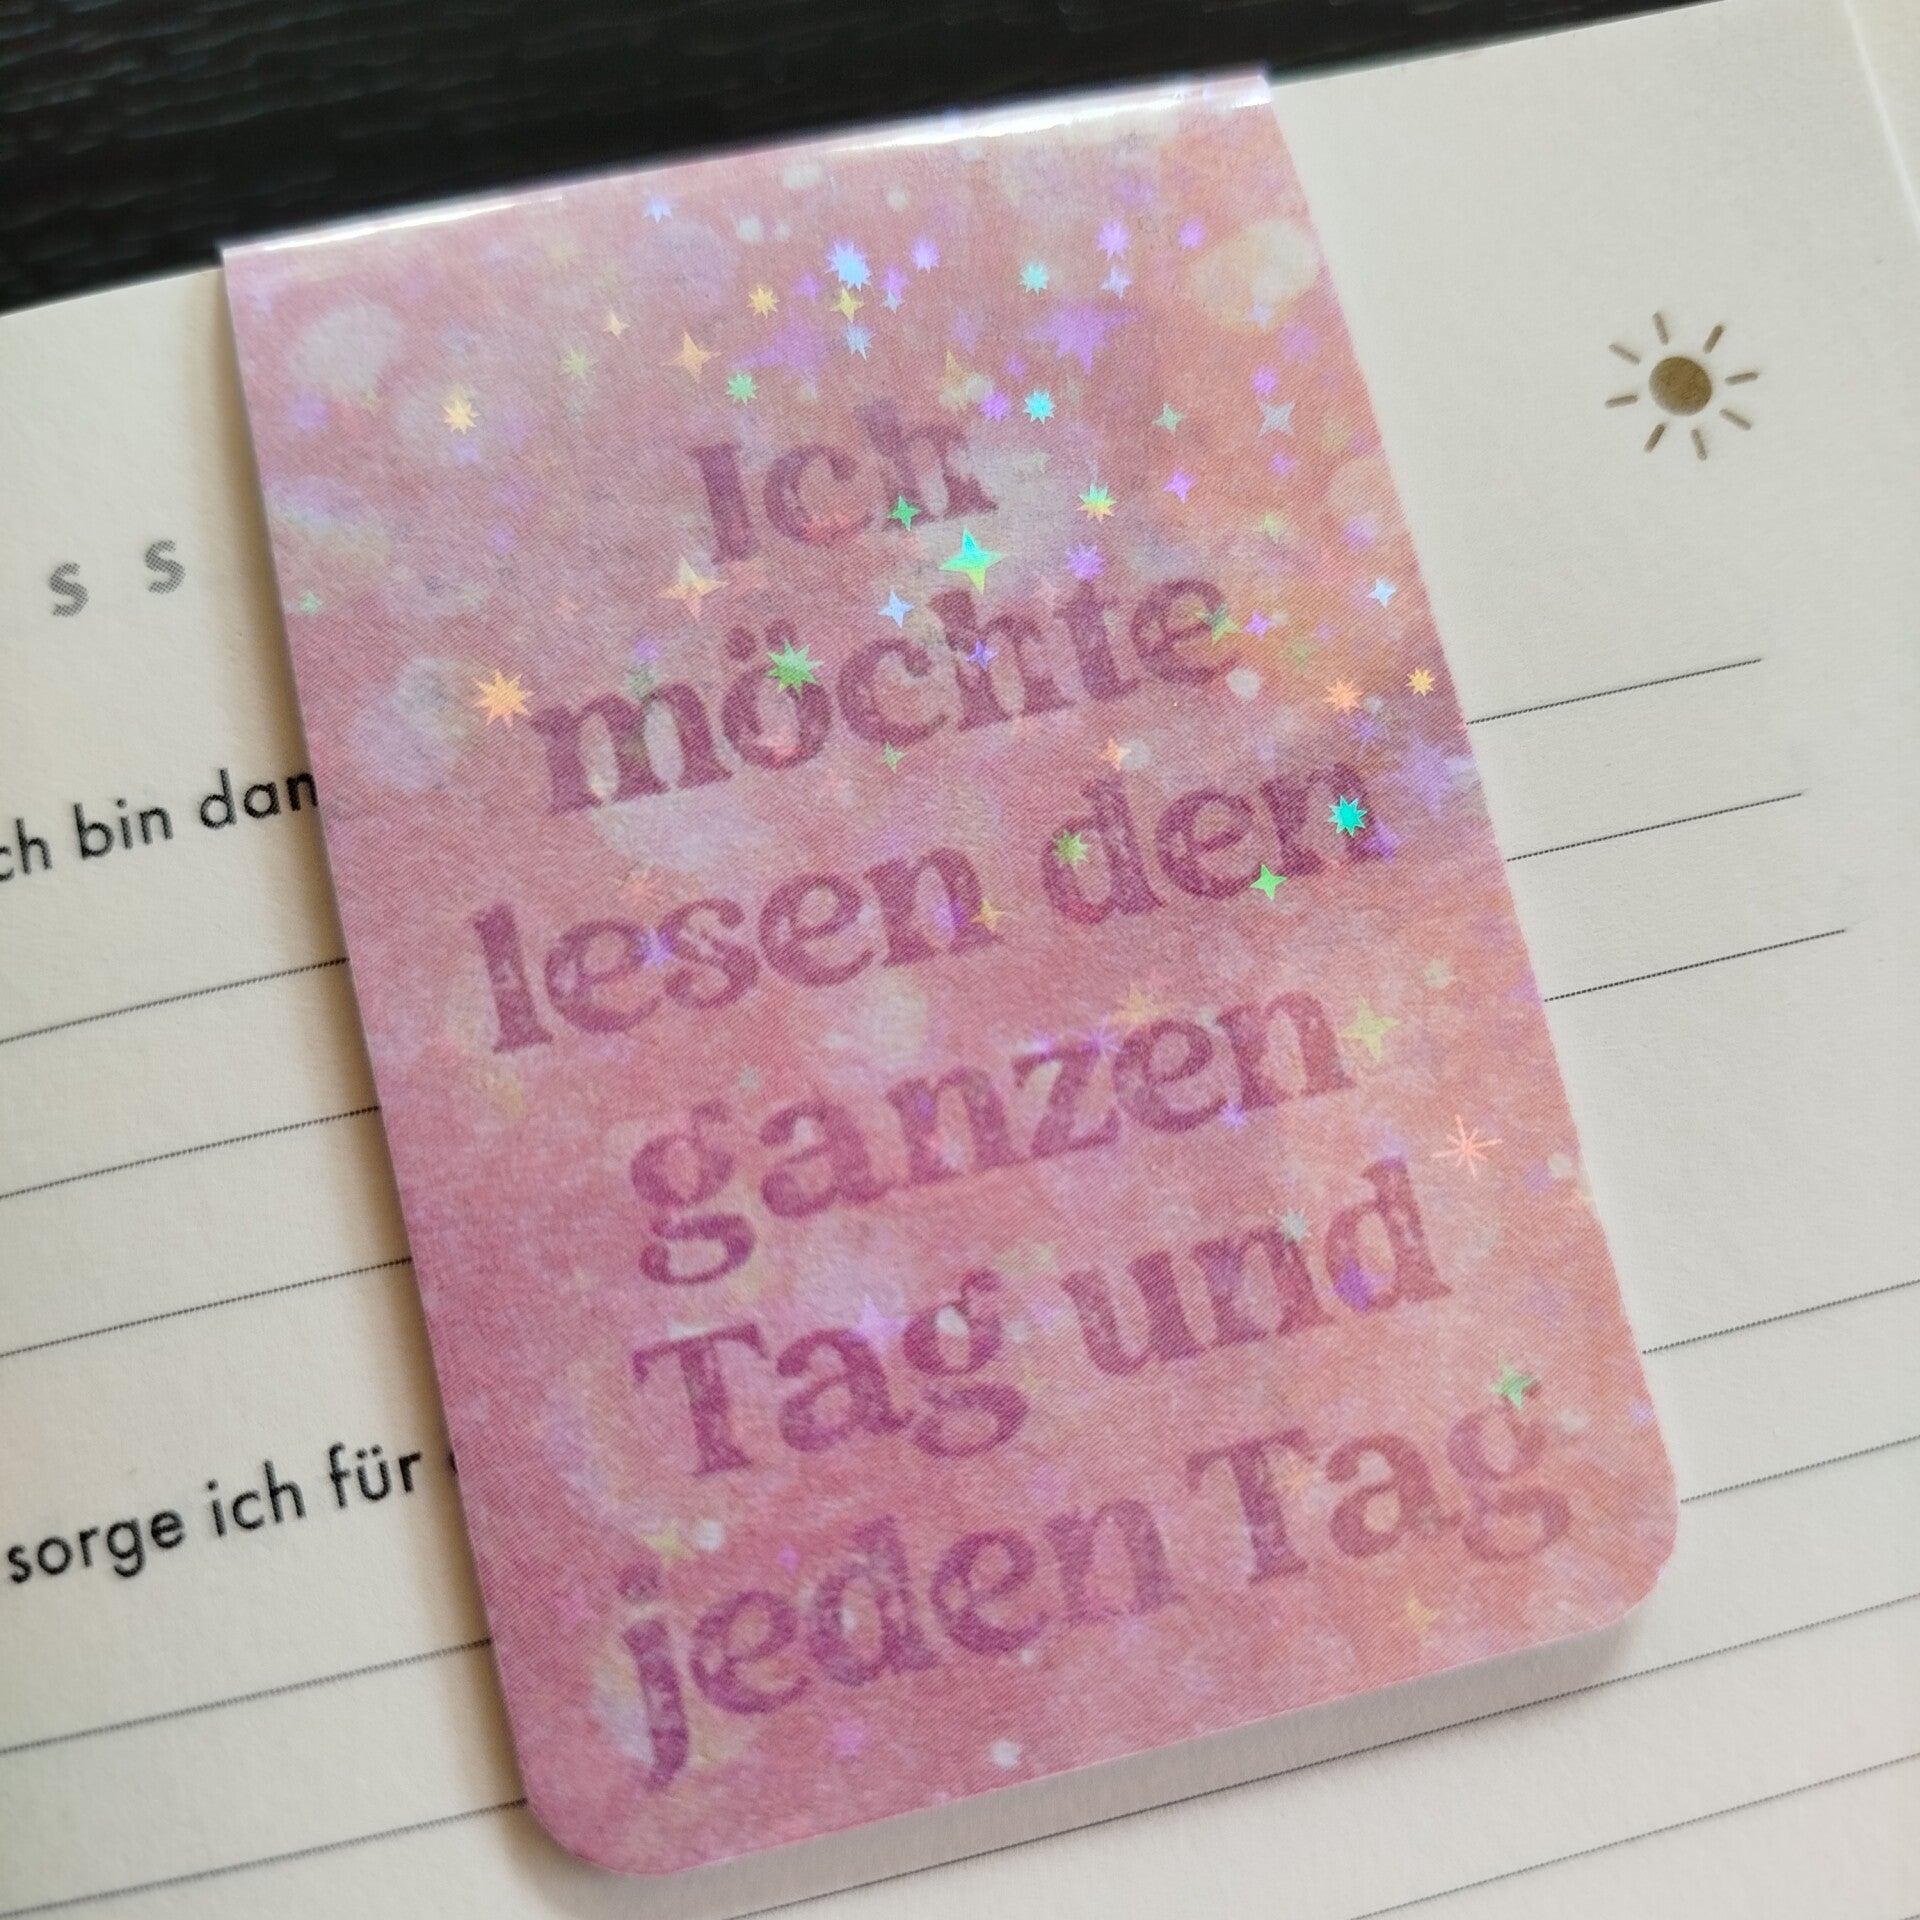 Ich
möchte
lesen den
ganzen
Tag und
jeden Tag
s s
ch bin dan
sorge ich für